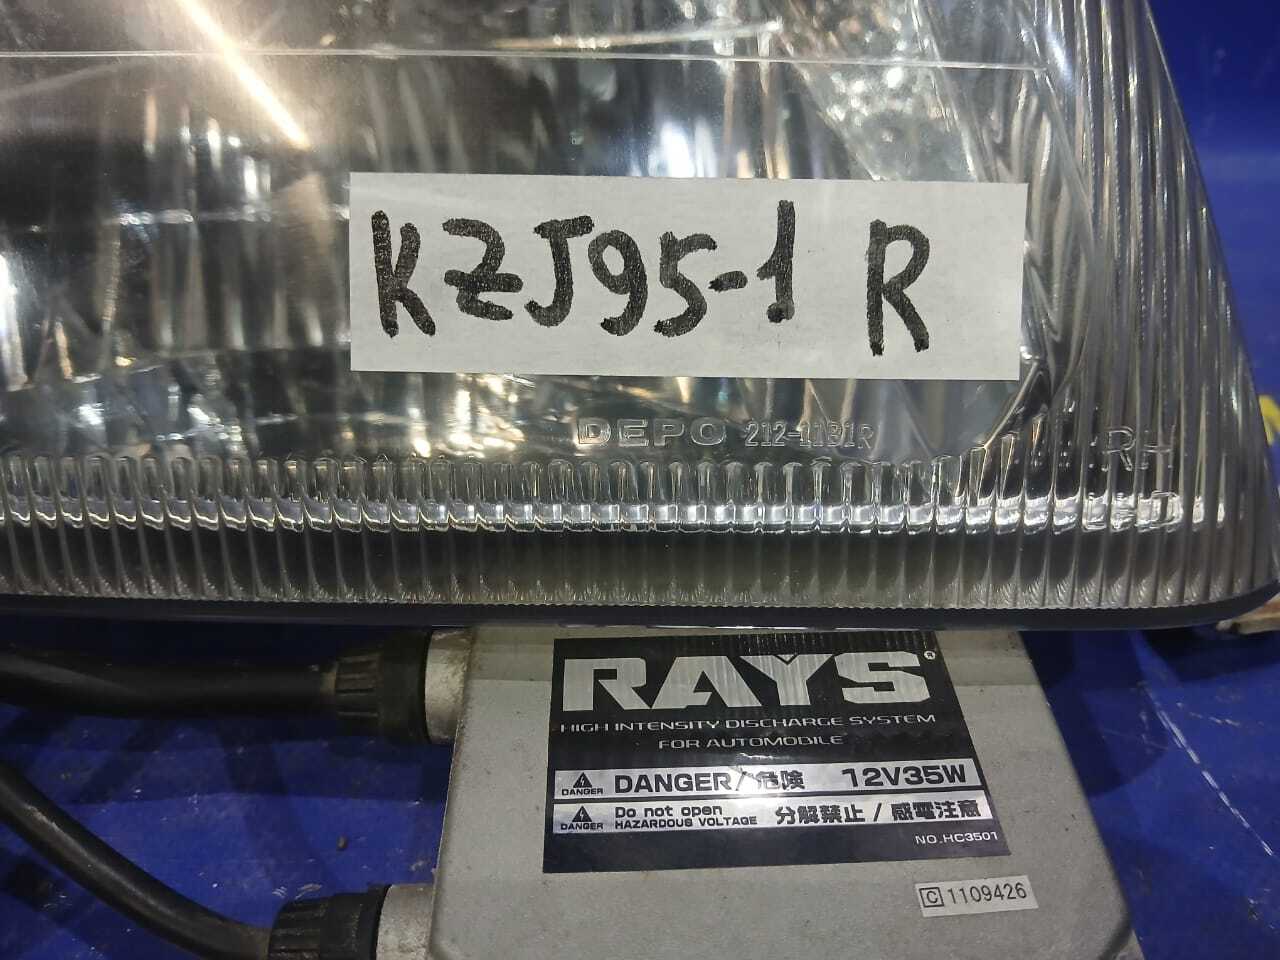 KZJ95-1 R
DEPO 212-11B1R
RH
RAYS®
HIGH INTENSITY DISCHARGE SYSTEM
FOR AUTOMOBILE
DANGER DANGER/危険 12V35W
DANGER Do not open HAZARDOUS VOLTAGE 分解禁止/感電注意
NO.HC3501
C 1109426